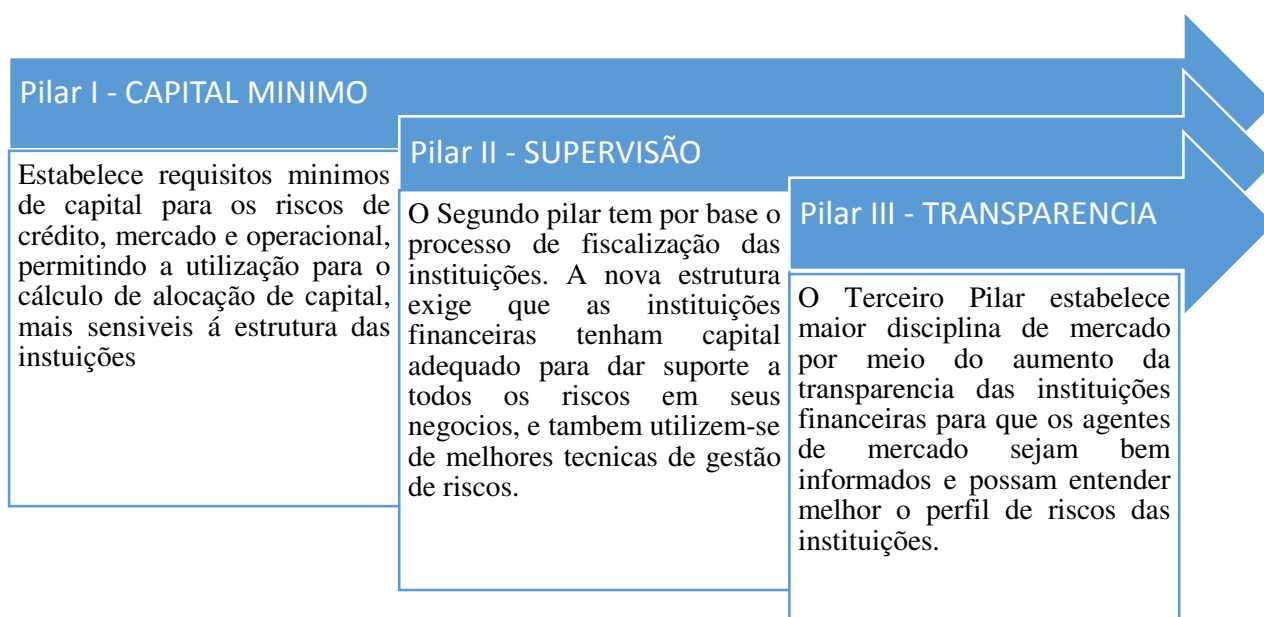 Pilar I - CAPITAL MINIMO
Estabelece requisitos minimos
de capital para os riscos de
crédito, mercado e operacional,
permitindo a utilização para o
cálculo de alocação de capital,
mais sensiveis á estrutura das
instuições
Pilar II - SUPERVISÃO
O Segundo pilar tem por base o
processo de fiscalização das
instituições. A nova estrutura
exige que as instituições
financeiras tenham capital
adequado para dar suporte a
todos os riscos em seus
negocios, e tambem utilizem-se
de melhores tecnicas de gestão
de riscos.
Pilar III - TRANSPARENCIA
O Terceiro Pilar estabelece
maior disciplina de mercado
por meio do aumento da
transparencia das instituições
financeiras para que os agentes
de mercado sejam bem
informados e possam entender
melhor o perfil de riscos das
instituições.